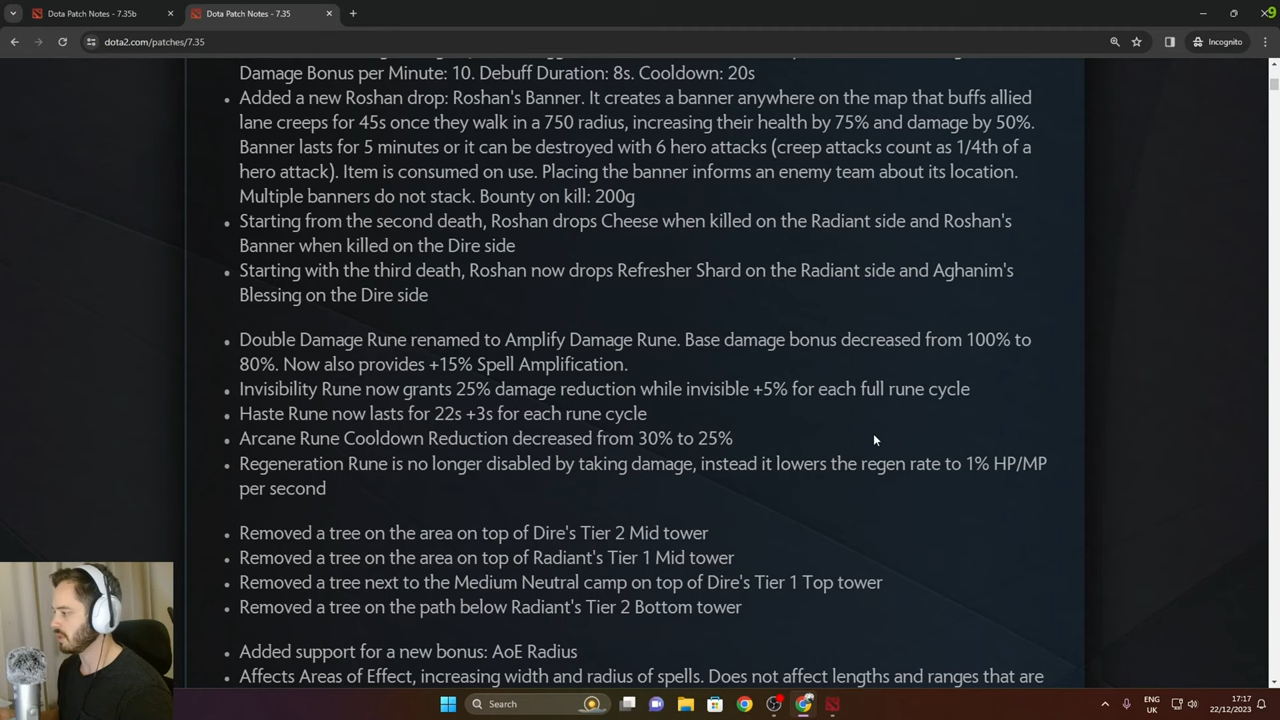 Dota Patch Notes - 7.35b
Dota Patch Notes - 7.35
9
dota2.com/patches/7.35
Incognito
Damage Bonus per Minute: 10. Debuff Duration: 8s. Cooldown: 20s
Added a new Roshan drop: Roshan's Banner. It creates a banner anywhere on the map that buffs allied
lane creeps for 45s once they walk in a 750 radius, increasing their health by 75% and damage by 50%.
Banner lasts for 5 minutes or it can be destroyed with 6 hero attacks (creep attacks count as 1/4th of a
hero attack). Item is consumed on use. Placing the banner informs an enemy team about its location.
Multiple banners do not stack. Bounty on kill: 200g
Starting from the second death, Roshan drops Cheese when killed on the Radiant side and Roshan's
Banner when killed on the Dire side
Starting with the third death, Roshan now drops Refresher Shard on the Radiant side and Aghanim's
Blessing on the Dire side
Double Damage Rune renamed to Amplify Damage Rune. Base damage bonus decreased from 100% to
80%. Now also provides +15% Spell Amplification.
Invisibility Rune now grants 25% damage reduction while invisible +5% for each full rune cycle
Haste Rune now lasts for 22s +3s for each rune cycle
Arcane Rune Cooldown Reduction decreased from 30% to 25%
Regeneration Rune is no longer disabled by taking damage, instead it lowers the regen rate to 1% HP/MP
per second
Removed a tree on the area on top of Dire's Tier 2 Mid tower
Removed a tree on the area on top of Radiant's Tier 1 Mid tower
Removed a tree next to the Medium Neutral camp on top of Dire's Tier 1 Top tower
Removed a tree on the path below Radiant's Tier 2 Bottom tower
Added support for a new bonus: AoE Radius
Affects Areas of Effect, increasing width and radius of spells. Does not affect lengths and ranges that are
Search
ENG
UK
17:17
22/12/2023